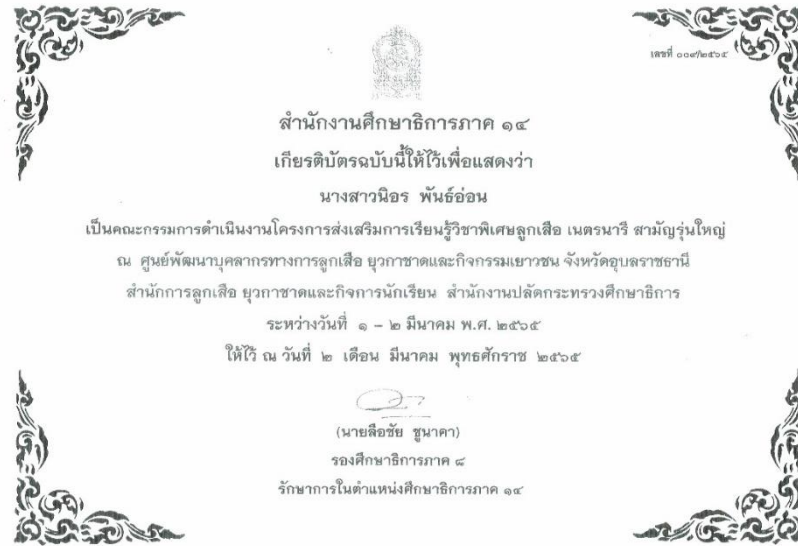 เลขที่ ๐๐๙/๒๕๖๕
สำนักงานศึกษาธิการภาค ๑๔
เกียรติบัตรฉบับนี้ให้ไว้เพื่อแสดงว่า
นางสาวนิอร พันธ์อ่อน
เป็นคณะกรรมการดำเนินงานโครงการส่งเสริมการเรียนรู้วิชาพิเศษลูกเสือ เนตรนารี สามัญรุ่นใหญ่
ณ ศูนย์พัฒนาบุคลากรทางการลูกเสือ ยุวกาชาดและกิจกรรมเยาวชน จังหวัดอุบลราชธานี
สำนักการลูกเสือ ยุวกาชาดและกิจการนักเรียน สำนักงานปลัดกระทรวงศึกษาธิการ
ระหว่างวันที่ ๑ – ๒ มีนาคม พ.ศ. ๒๕๖๕
ให้ไว้ ณ วันที่ ๒ เดือน มีนาคม พุทธศักราช ๒๕๖๕
(นายลือชัย ชูนาคา)
รองศึกษาธิการภาค ๘
รักษาการในตำแหน่งศึกษาธิการภาค ๑๔